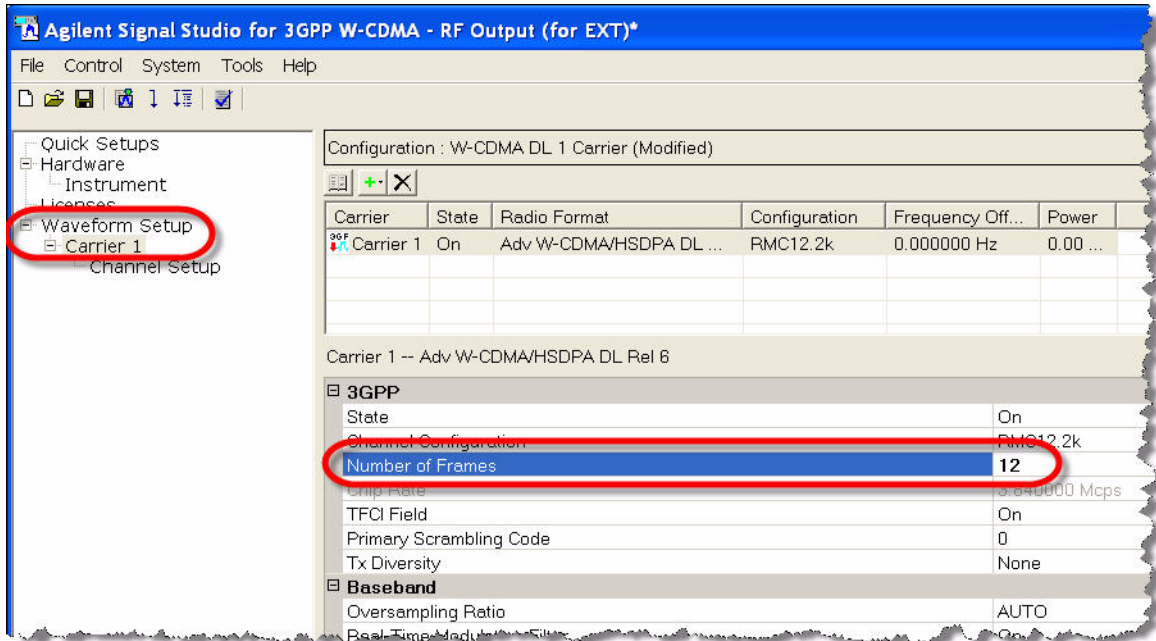 Agilent Signal Studio for 3GPP W-CDMA - RF Output (for EXT)*
File Control System Tools Help
Quick Setups
Hardware
Instrument
Licenses
Waveform Setup
Carrier 1
Channel Setup
Configuration : W-CDMA DL 1 Carrier (Modified)
Carrier State Radio Format Configuration Frequency Off... Power
Carrier 1 On Adv W-CDMA/HSDPA DL ... RMC12.2k 0.000000 Hz 0.00 ...
Carrier 1 -- Adv W-CDMA/HSDPA DL Rel 6
3GPP
State On
Channel Configuration RMC12.2k
Number of Frames 12
Chip Rate 3.840000 Mcps
TFCI Field On
Primary Scrambling Code 0
Tx Diversity None
Baseband
Oversampling Ratio AUTO